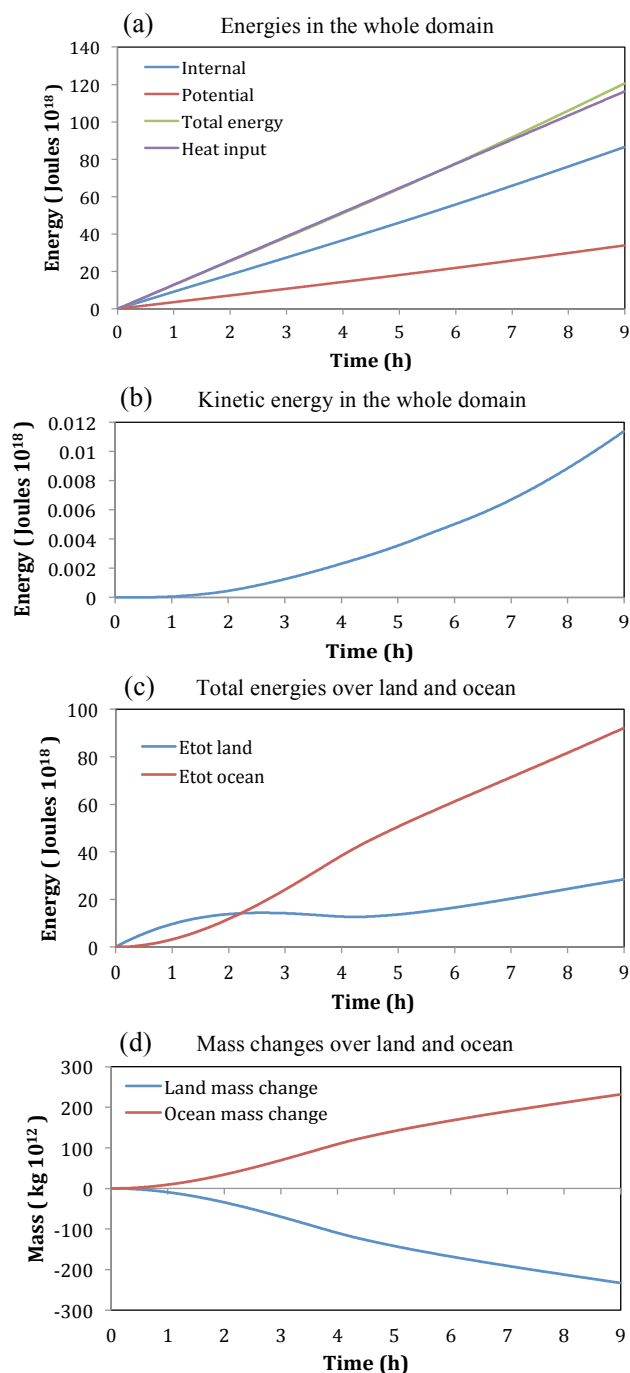 (a) Energies in the whole domain
140
120
100
80
60
40
20
0
Energy ( Joules 10¹⁸)
Internal
Potential
Total energy
Heat input
0 1 2 3 4 5 6 7 8 9
Time (h)
(b) Kinetic energy in the whole domain
0.012
0.01
0.008
0.006
0.004
0.002
0
Energy ( Joules 10¹⁸)
0 1 2 3 4 5 6 7 8 9
Time (h)
(c) Total energies over land and ocean
100
80
60
40
20
0
Energy ( Joules 10¹⁸)
Etot land
Etot ocean
0 1 2 3 4 5 6 7 8 9
Time (h)
(d) Mass changes over land and ocean
300
200
100
0
-100
-200
-300
Mass ( kg 10¹²)
Land mass change
Ocean mass change
0 1 2 3 4 5 6 7 8 9
Time (h)